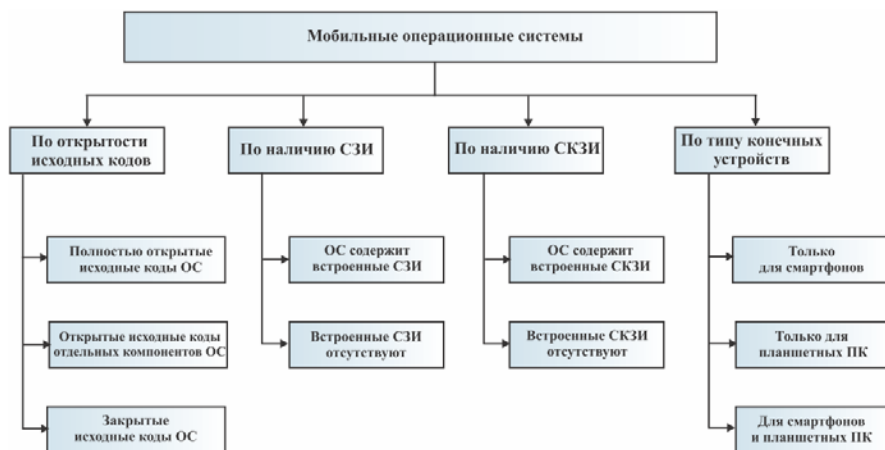 Мобильные операционные системы
По открытости
исходных кодов
По наличию СЗИ
По наличию СКЗИ
По типу конечных
устройств
Полностью открытые
исходные коды ОС
ОС содержит
встроенные СЗИ
ОС содержит
встроенные СКЗИ
Только
для смартфонов
Открытые исходные коды
отдельных компонентов ОС
Встроенные СЗИ
отсутствуют
Встроенные СКЗИ
отсутствуют
Только для
планшетных ПК
Закрытые
исходные коды ОС
Для смартфонов
и планшетных ПК